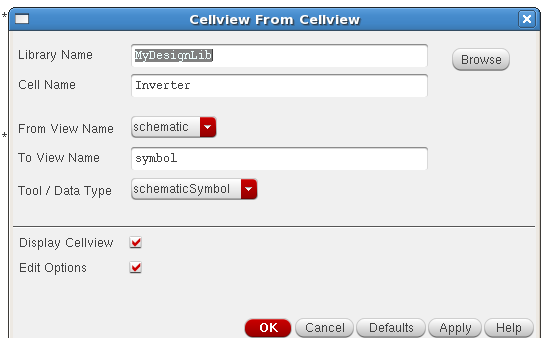 *
Cellview From Cellview
Library Name MyDesignLib Browse
Cell Name Inverter
From View Name schematic
*
To View Name symbol
Tool / Data Type schematicSymbol
Display Cellview
Edit Options
OK Cancel Defaults Apply Help